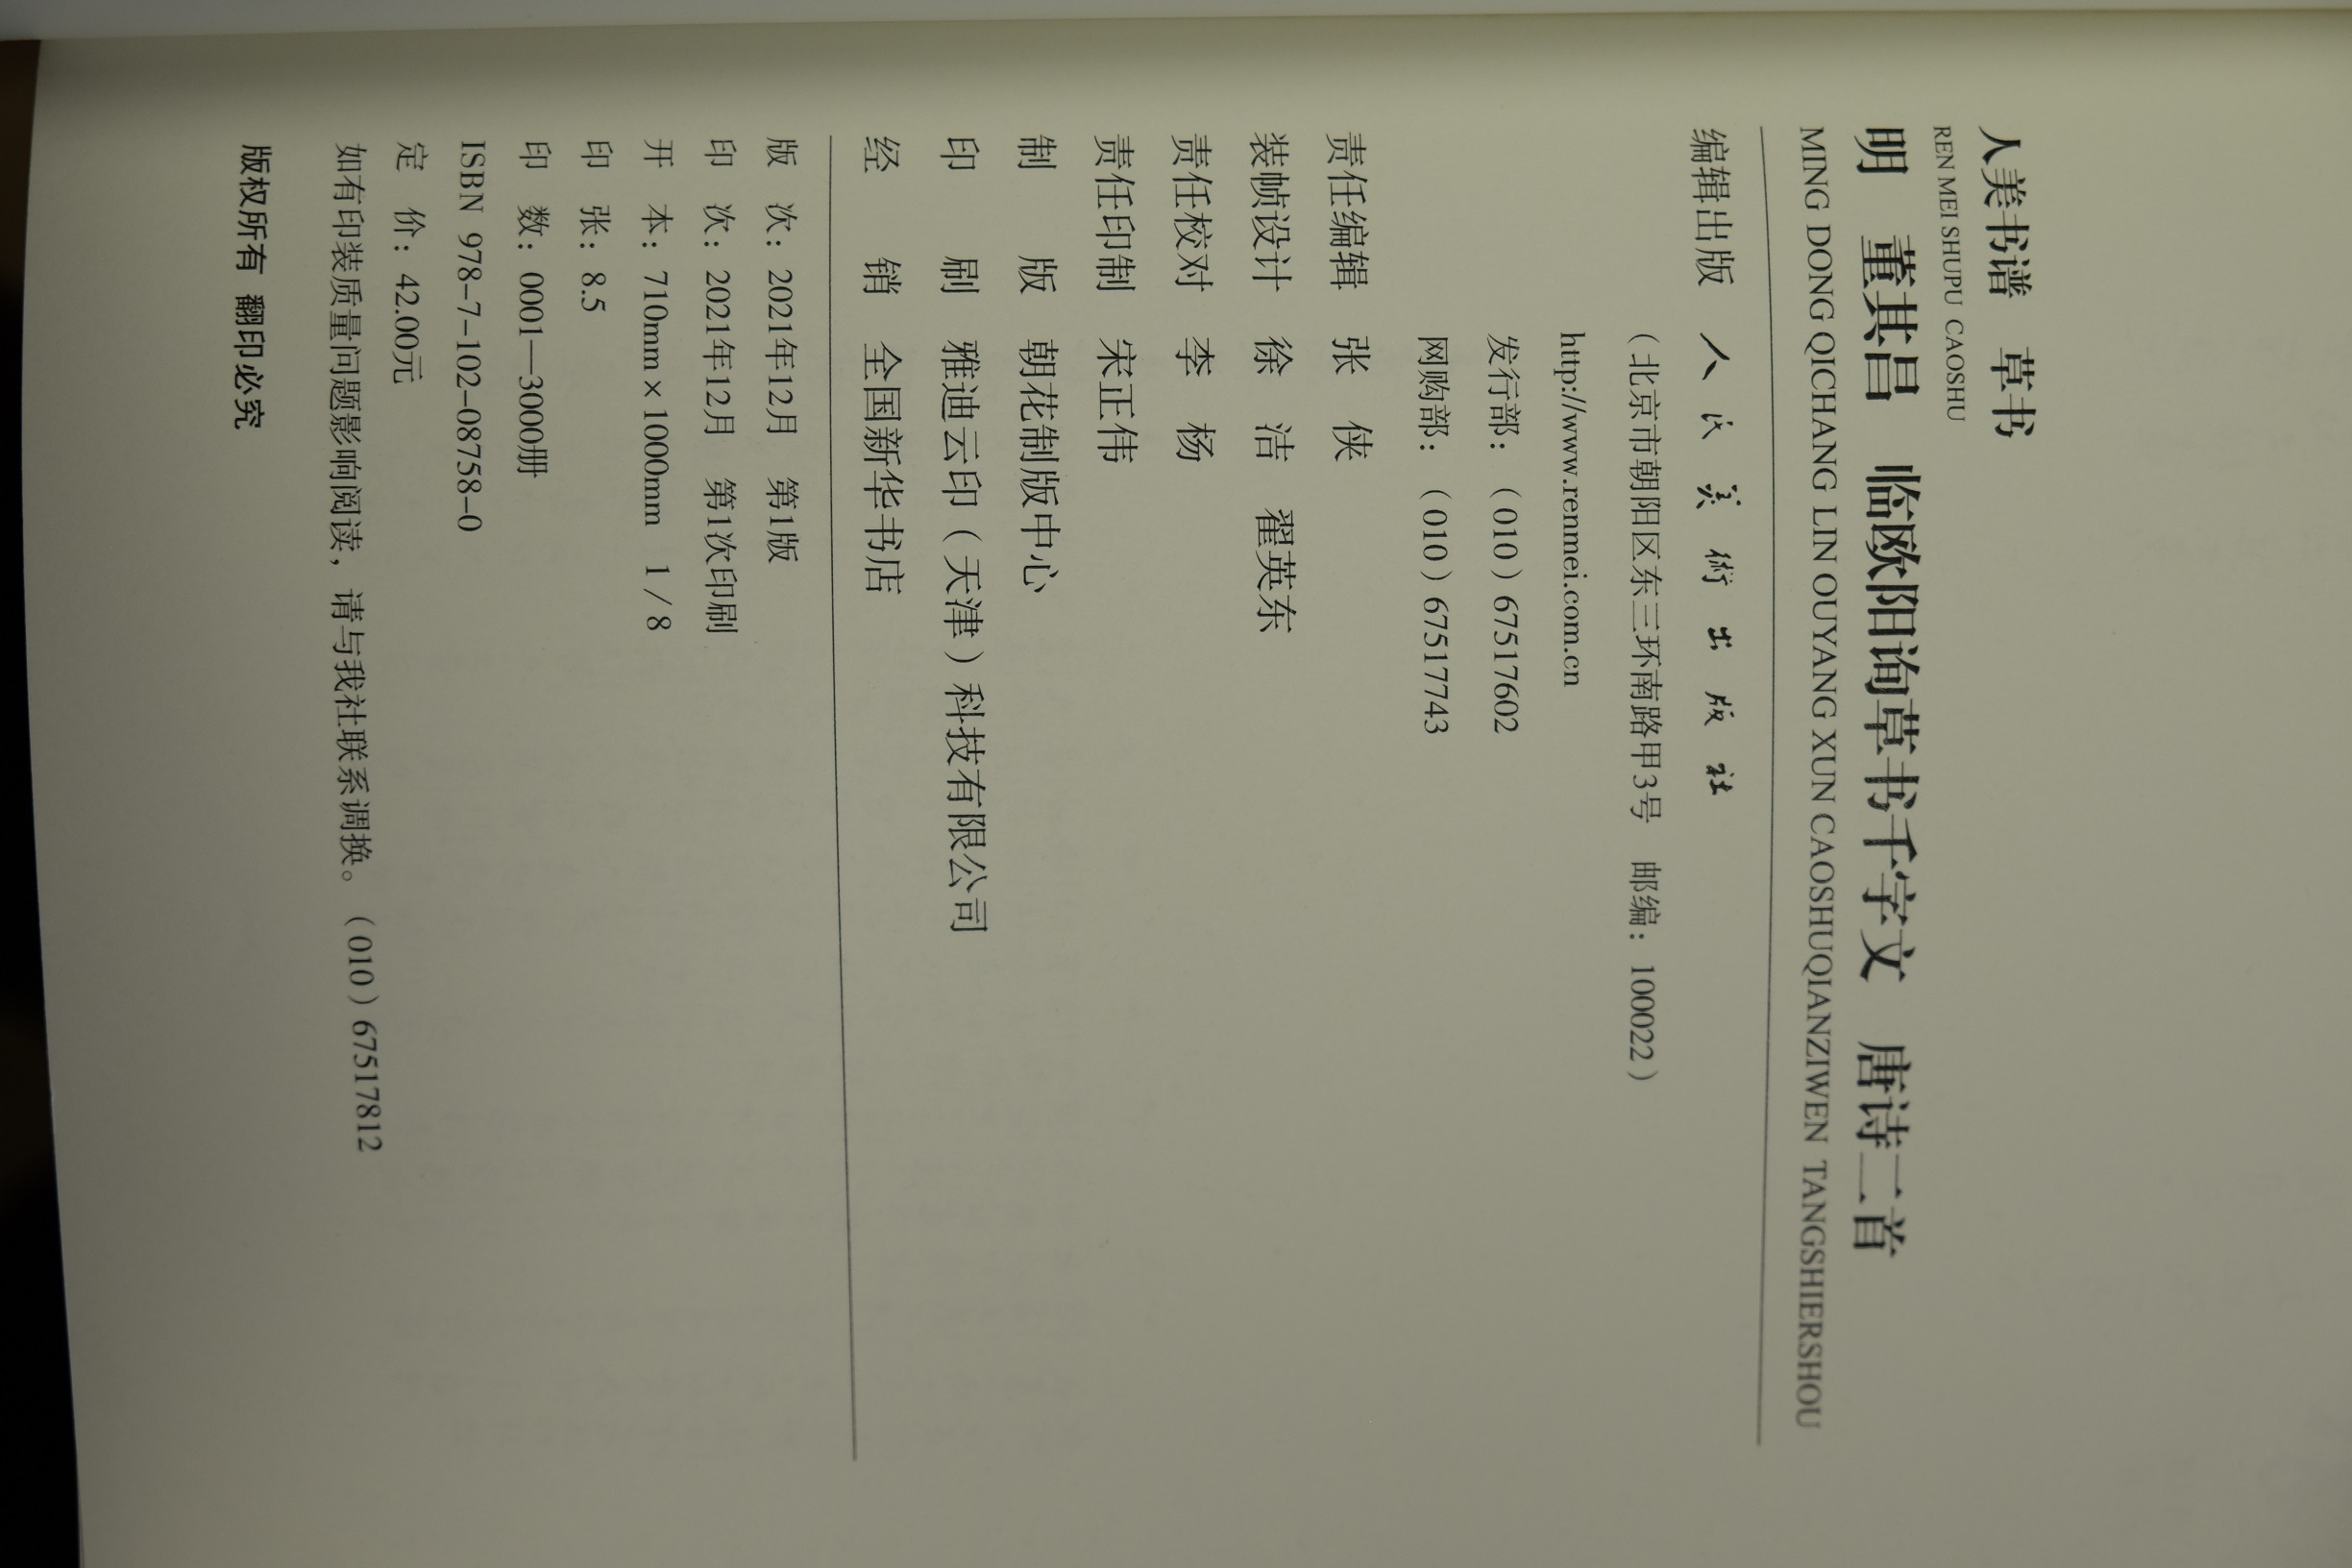 人美书谱　草书
REN MEI SHUPU  CAOSHU
明　董其昌　临欧阳询草书千字文　唐诗二首
MING DONG QICHANG LIN OUYANG XUN CAOSHUQIANZIWEN  TANGSHIERSHOU
编辑出版　人民美術出版社
（北京市朝阳区东三环南路甲3号　邮编：100022）
http://www.renmei.com.cn
发行部：（010）67517602
网购部：（010）67517743
责任编辑　张　侠
装帧设计　徐　洁　翟英东
责任校对　李　杨
责任印制　宋正伟
制　　版　朝花制版中心
印　　刷　雅迪云印（天津）科技有限公司
经　　销　全国新华书店
版　次：2021年12月　第1版
印　次：2021年12月　第1次印刷
开　本：710mm×1000mm　1/8
印　张：8.5
印　数：0001—3000册
ISBN  978-7-102-08758-0
定　价：42.00元
如有印装质量问题影响阅读，请与我社联系调换。（010）67517812
版权所有  翻印必究